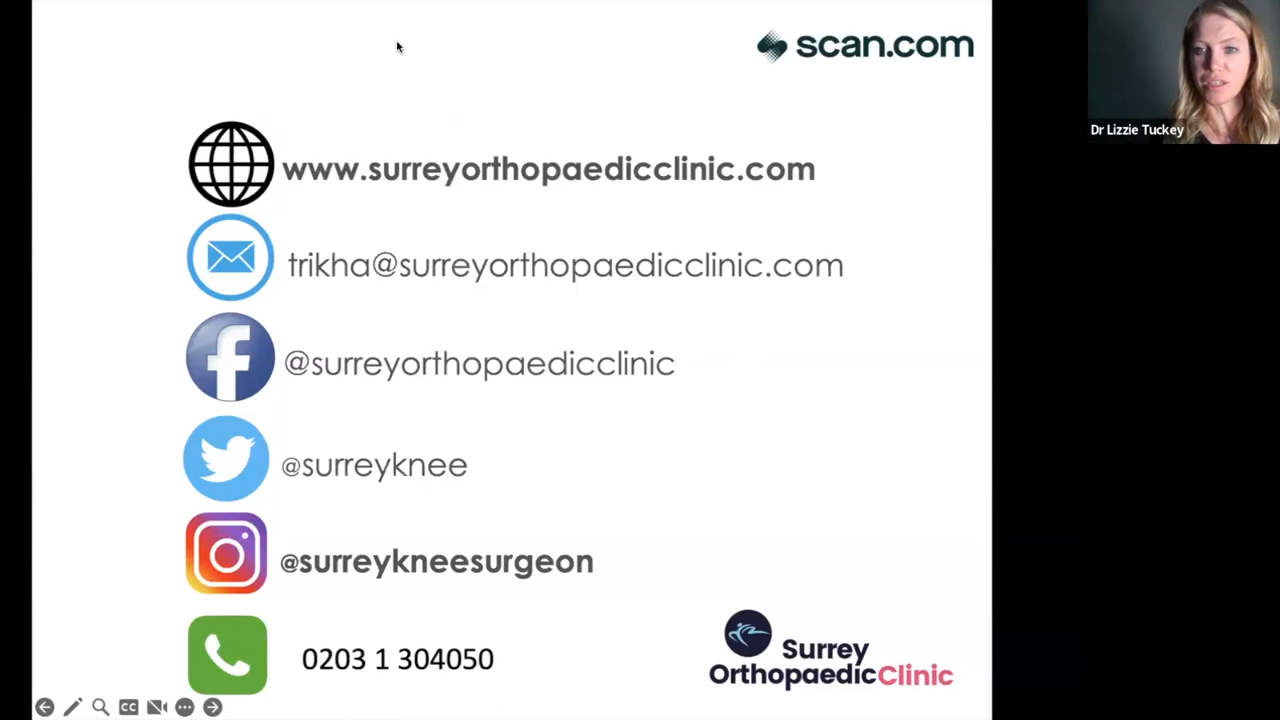 scan.com
Dr Lizzie Tuckey
www.surreyorthopaedicclinic.com
trikha@surreyorthopaedicclinic.com
@surreyorthopaedicclinic
@surreyknee
@surreykneesurgeon
0203 1 304050
Surrey
OrthopaedicClinic
CC